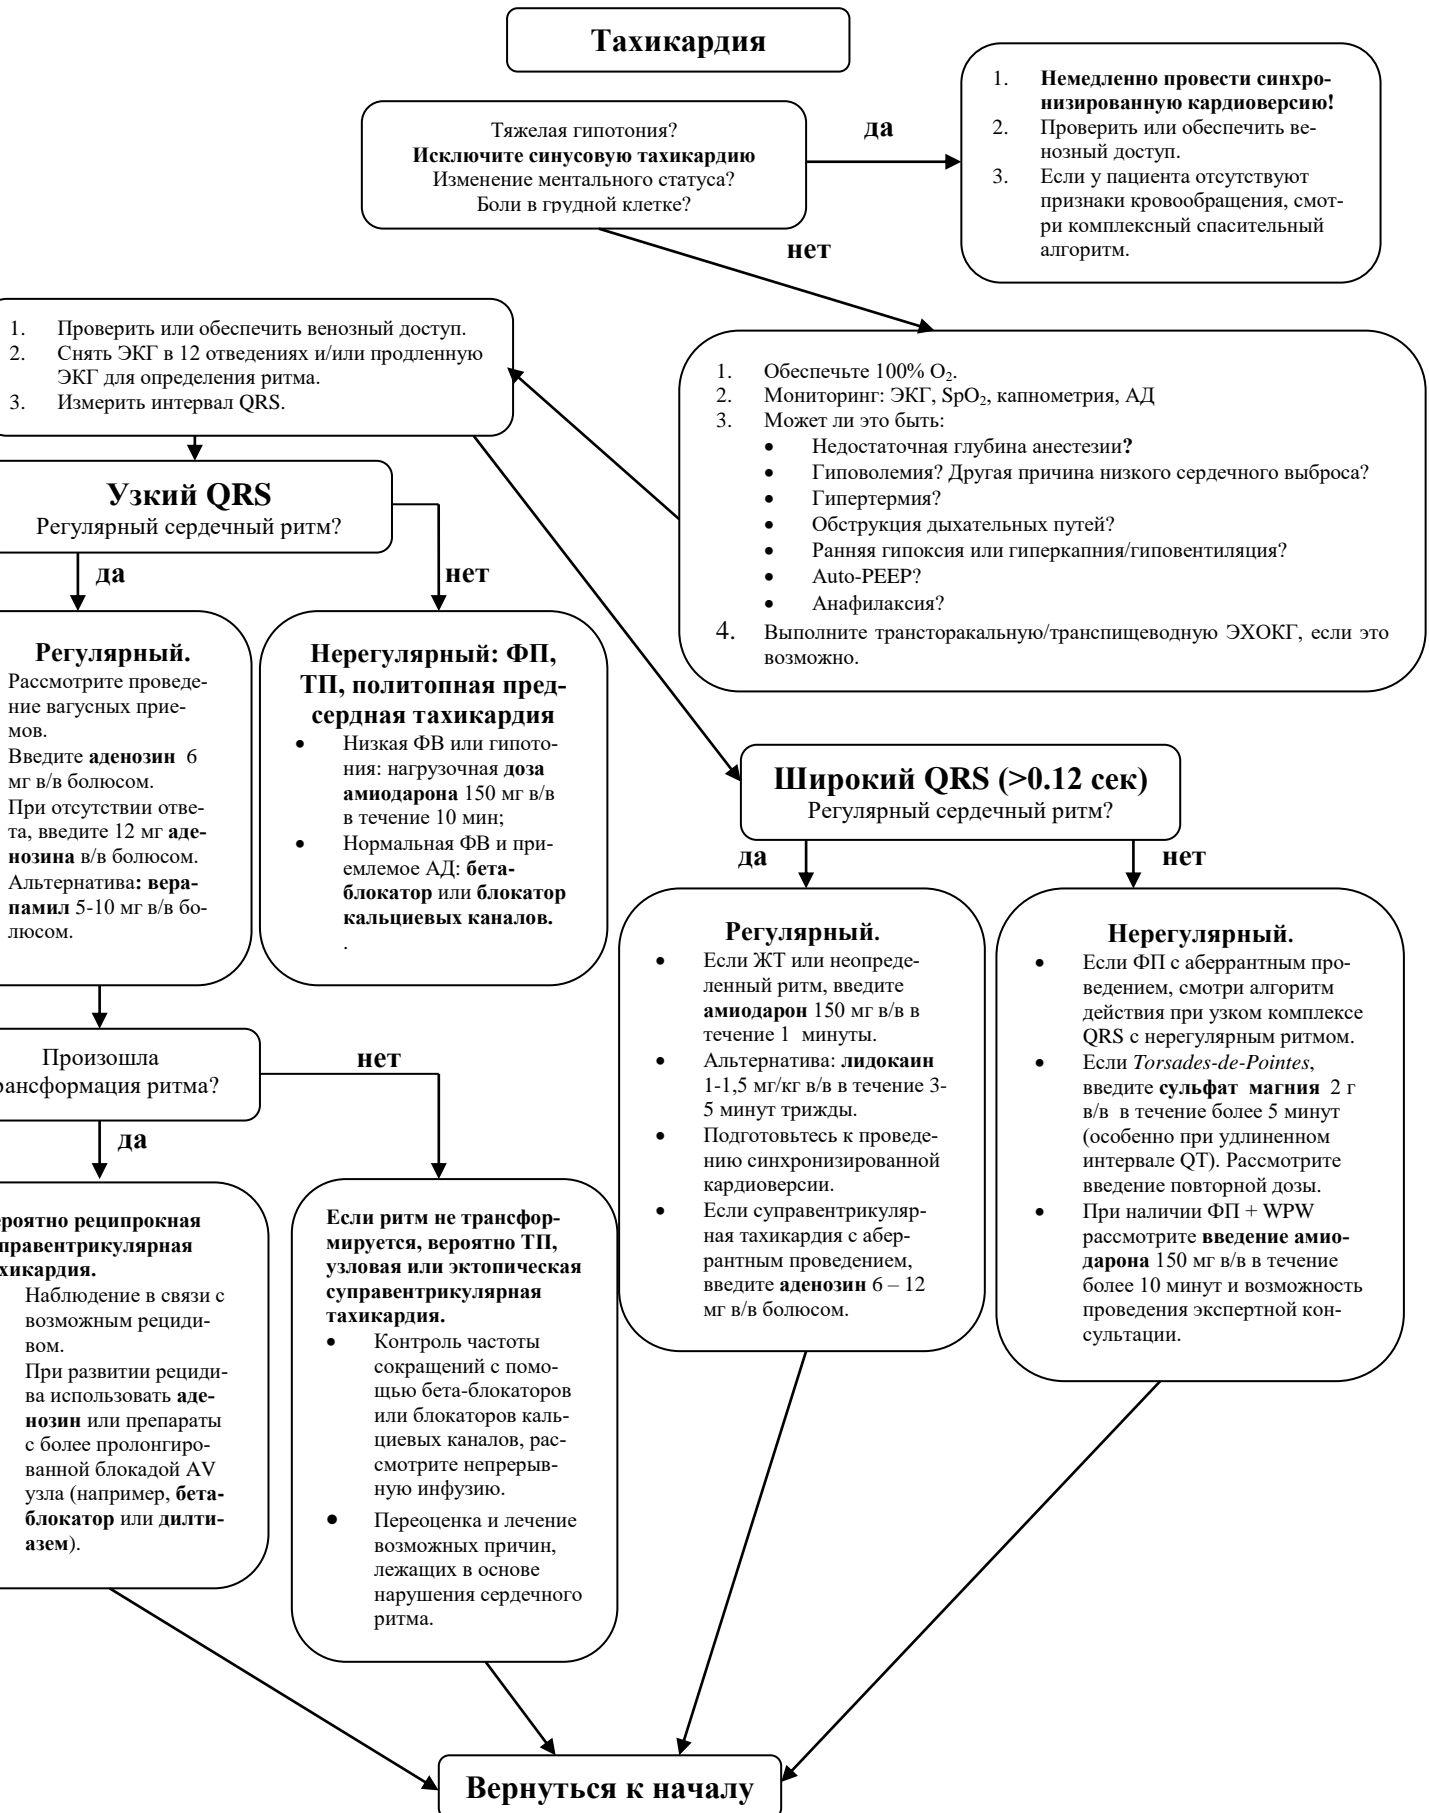 Тахикардия
Тяжелая гипотония?
Исключите синусовую тахикардию
Изменение ментального статуса?
Боли в грудной клетке?
да
1. Немедленно провести синхро-
низированную кардиоверсию!
2. Проверить или обеспечить ве-
нозный доступ.
3. Если у пациента отсутствуют
признаки кровообращения, смот-
ри комплексный спасительный
алгоритм.
нет
1. Обеспечьте 100% O₂.
2. Мониторинг: ЭКГ, SpO₂, капнометрия, АД
3. Может ли это быть:
• Недостаточная глубина анестезии?
• Гиповолемия? Другая причина низкого сердечного выброса?
• Гипертермия?
• Обструкция дыхательных путей?
• Ранняя гипоксия или гиперкапния/гиповентиляция?
• Auto-PEEP?
• Анафилаксия?
4. Выполните трансторакальную/транспищеводную ЭХОКГ, если это
возможно.
1. Проверить или обеспечить венозный доступ.
2. Снять ЭКГ в 12 отведениях и/или продленную
ЭКГ для определения ритма.
3. Измерить интервал QRS.
Узкий QRS
Регулярный сердечный ритм?
да
нет
Регулярный.
Рассмотрите проведе-
ние вагусных прие-
мов.
Введите аденозин 6
мг в/в болюсом.
При отсутствии отве-
та, введите 12 мг аде-
нозина в/в болюсом.
Альтернатива: вера-
памил 5-10 мг в/в бо-
люсом.
Нерегулярный: ФП,
ТП, политопная пред-
сердная тахикардия
• Низкая ФВ или гипото-
ния: нагрузочная доза
амиодарона 150 мг в/в
в течение 10 мин;
• Нормальная ФВ и при-
емлемое АД: бета-
блокатор или блокатор
кальциевых каналов.
.
Произошла
рансформация ритма?
нет
да
ероятно реципрокная
правентрикулярная
хикардия.
Наблюдение в связи с
возможным рециди-
вом.
При развитии рециди-
ва использовать аде-
нозин или препараты
с более пролонгиро-
ванной блокадой AV
узла (например, бета-
блокатор или дилти-
азем).
Если ритм не трансфор-
мируется, вероятно ТП,
узловая или эктопическая
суправентрикулярная
тахикардия.
• Контроль частоты
сокращений с помо-
щью бета-блокаторов
или блокаторов каль-
циевых каналов, рас-
смотрите непрерыв-
ную инфузию.
• Переоценка и лечение
возможных причин,
лежащих в основе
нарушения сердечного
ритма.
Широкий QRS (>0.12 сек)
Регулярный сердечный ритм?
да
нет
Регулярный.
• Если ЖТ или неопреде-
ленный ритм, введите
амиодарон 150 мг в/в в
течение 1 минуты.
• Альтернатива: лидокаин
1-1,5 мг/кг в/в в течение 3-
5 минут трижды.
• Подготовьтесь к проведе-
нию синхронизированной
кардиоверсии.
• Если суправентрикуляр-
ная тахикардия с абер-
рантным проведением,
введите аденозин 6 – 12
мг в/в болюсом.
Нерегулярный.
• Если ФП с аберрантным про-
ведением, смотри алгоритм
действия при узком комплексе
QRS с нерегулярным ритмом.
• Если Torsades-de-Pointes,
введите сульфат магния 2 г
в/в в течение более 5 минут
(особенно при удлиненном
интервале QT). Рассмотрите
введение повторной дозы.
• При наличии ФП + WPW
рассмотрите введение амио-
дарона 150 мг в/в в течение
более 10 минут и возможность
проведения экспертной кон-
сультации.
Вернуться к началу